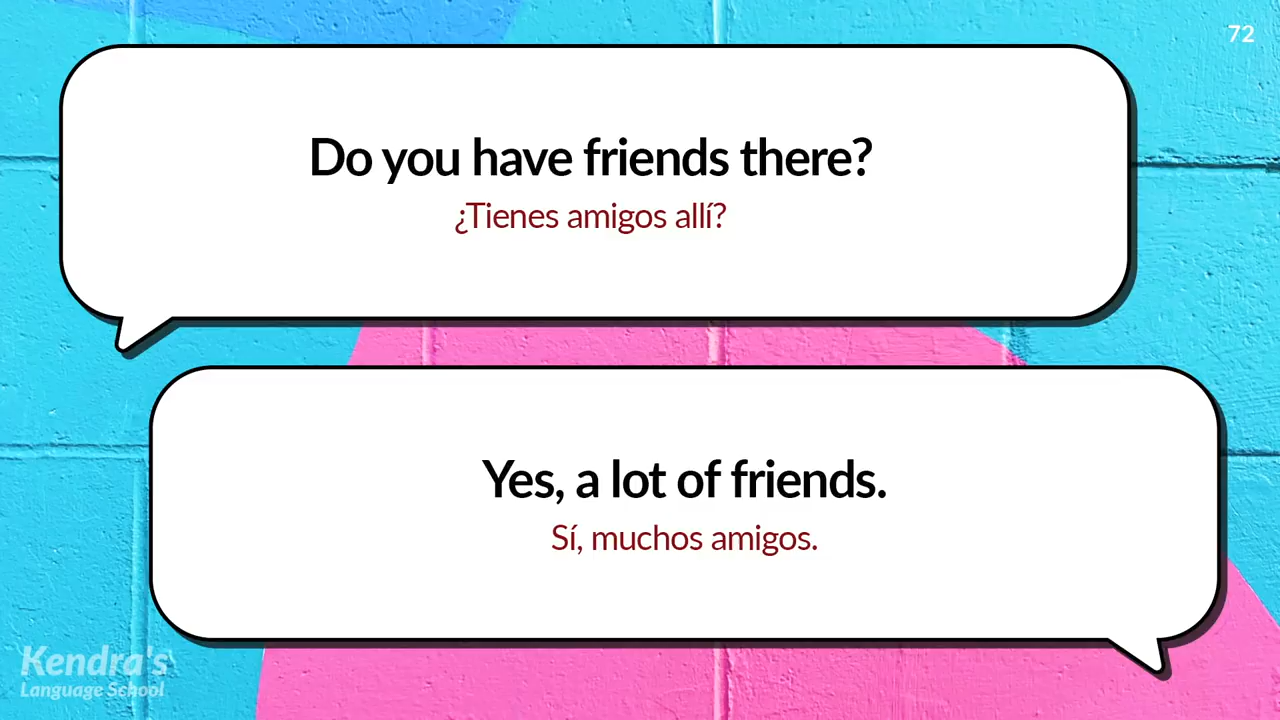 72
Do you have friends there?
¿Tienes amigos allí?
Yes, a lot of friends.
Sí, muchos amigos.
Kendra's
Language School